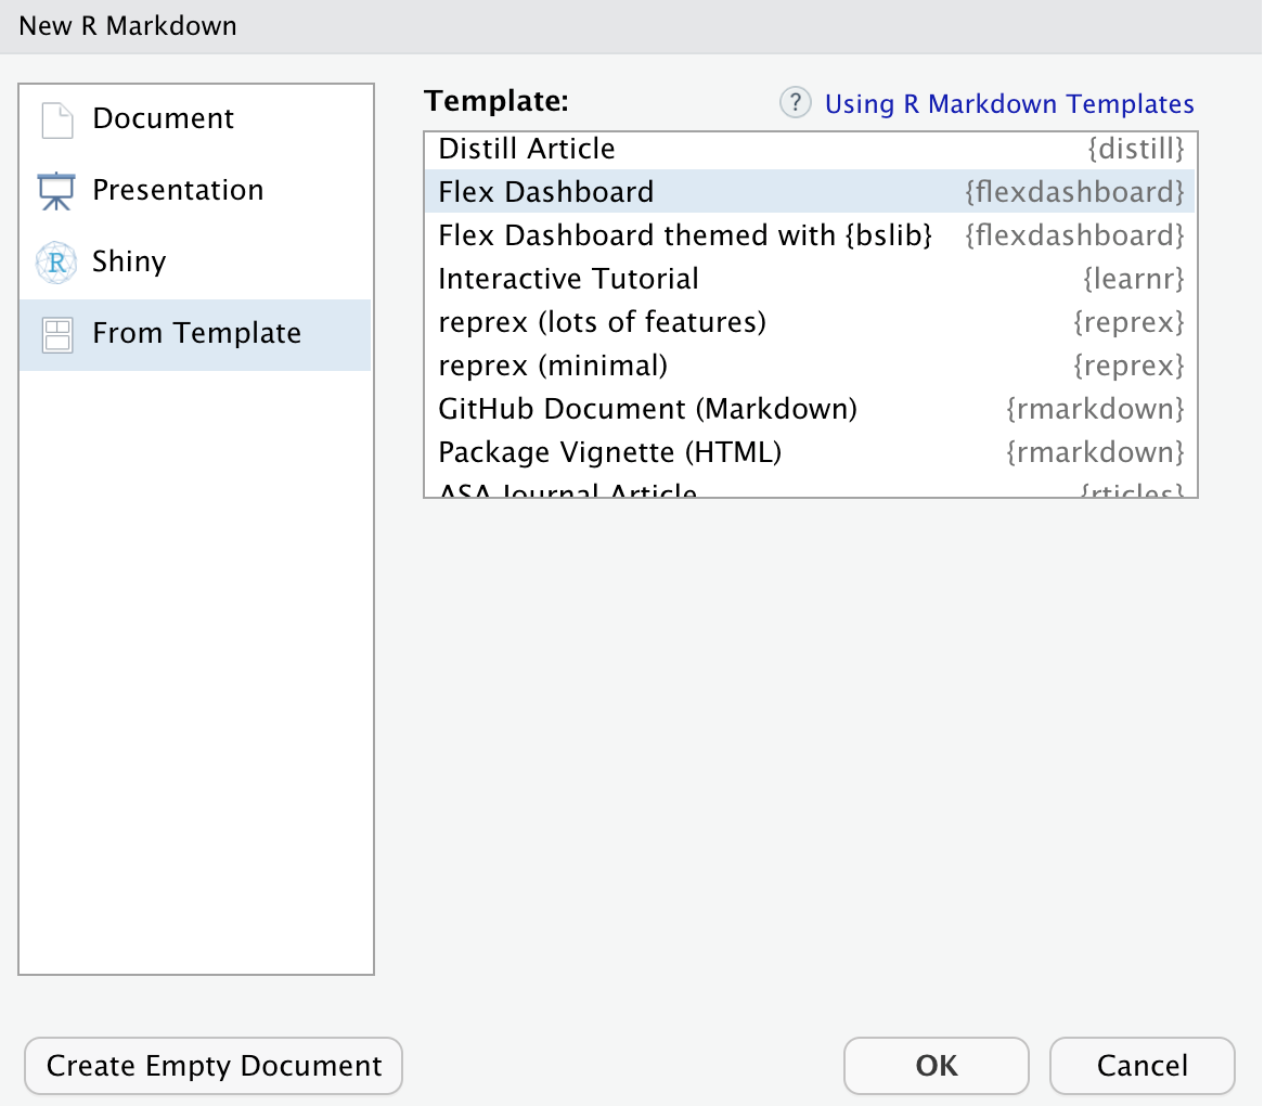 New R Markdown
Document
Presentation
R Shiny
From Template
Template:
? Using R Markdown Templates
Distill Article {distill}
Flex Dashboard {flexdashboard}
Flex Dashboard themed with {bslib} {flexdashboard}
Interactive Tutorial {learnr}
reprex (lots of features) {reprex}
reprex (minimal) {reprex}
GitHub Document (Markdown) {rmarkdown}
Package Vignette (HTML) {rmarkdown}
ASA Journal Article {rticles}
Create Empty Document
OK
Cancel